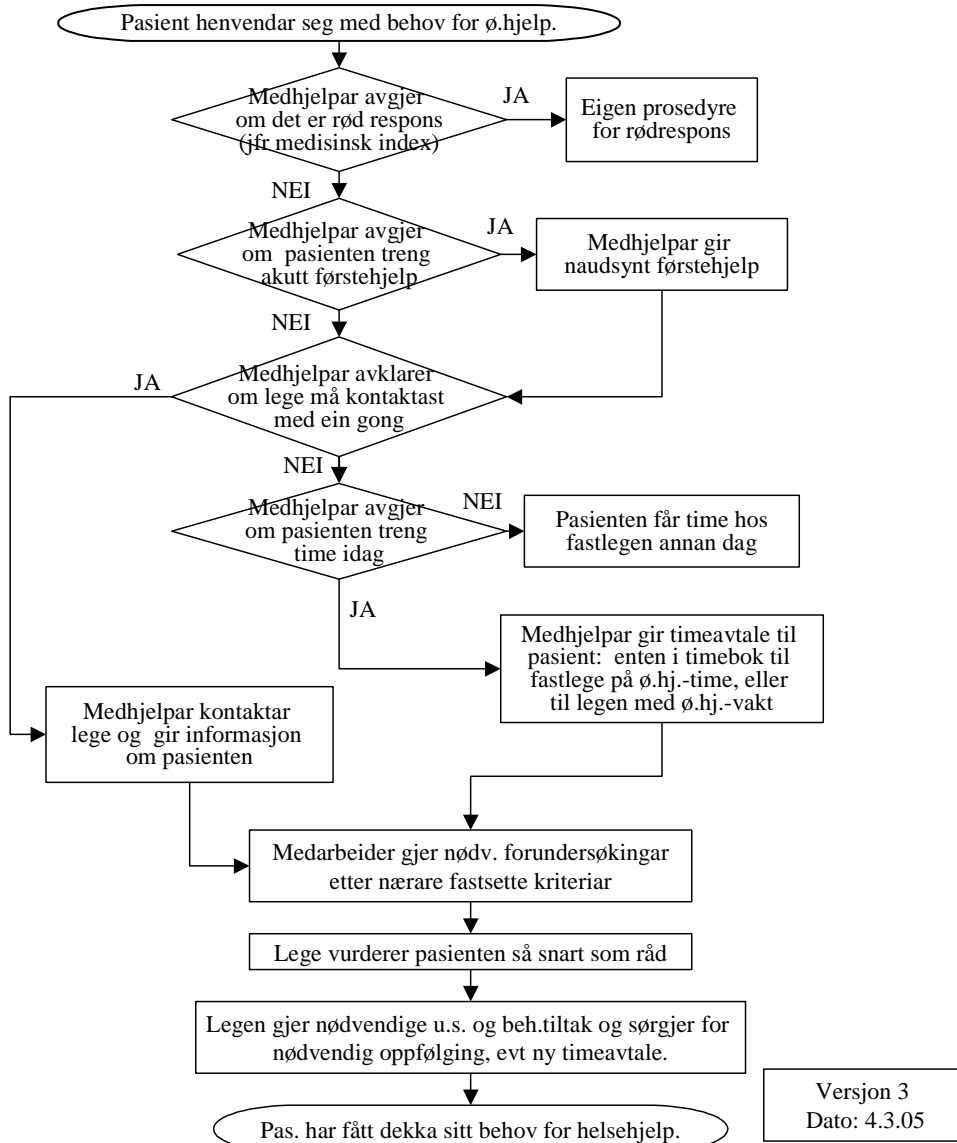 Pasient henvendar seg med behov for ø.hjelp.
Medhjelpar avgjer
om det er rød respons
(jfr medisinsk index)
JA
Eigen prosedyre
for rødrespons
NEI
Medhjelpar avgjer
om pasienten treng
akutt førstehjelp
JA
Medhjelpar gir
naudsynt førstehjelp
NEI
Medhjelpar avklarer
om lege må kontaktast
med ein gong
JA
NEI
Medhjelpar avgjer
om pasienten treng
time idag
NEI
Pasienten får time hos
fastlegen annan dag
JA
Medhjelpar gir timeavtale til
pasient: enten i timebok til
fastlege på ø.hj.-time, eller
til legen med ø.hj.-vakt
Medhjelpar kontaktar
lege og gir informasjon
om pasienten
Medarbeider gjer nødv. forundersøkingar
etter nærare fastsette kriteriar
Lege vurderer pasienten så snart som råd
Legen gjer nødvendige u.s. og beh.tiltak og sørgjer for
nødvendig oppfølging, evt ny timeavtale.
Pas. har fått dekka sitt behov for helsehjelp.
Versjon 3
Dato: 4.3.05